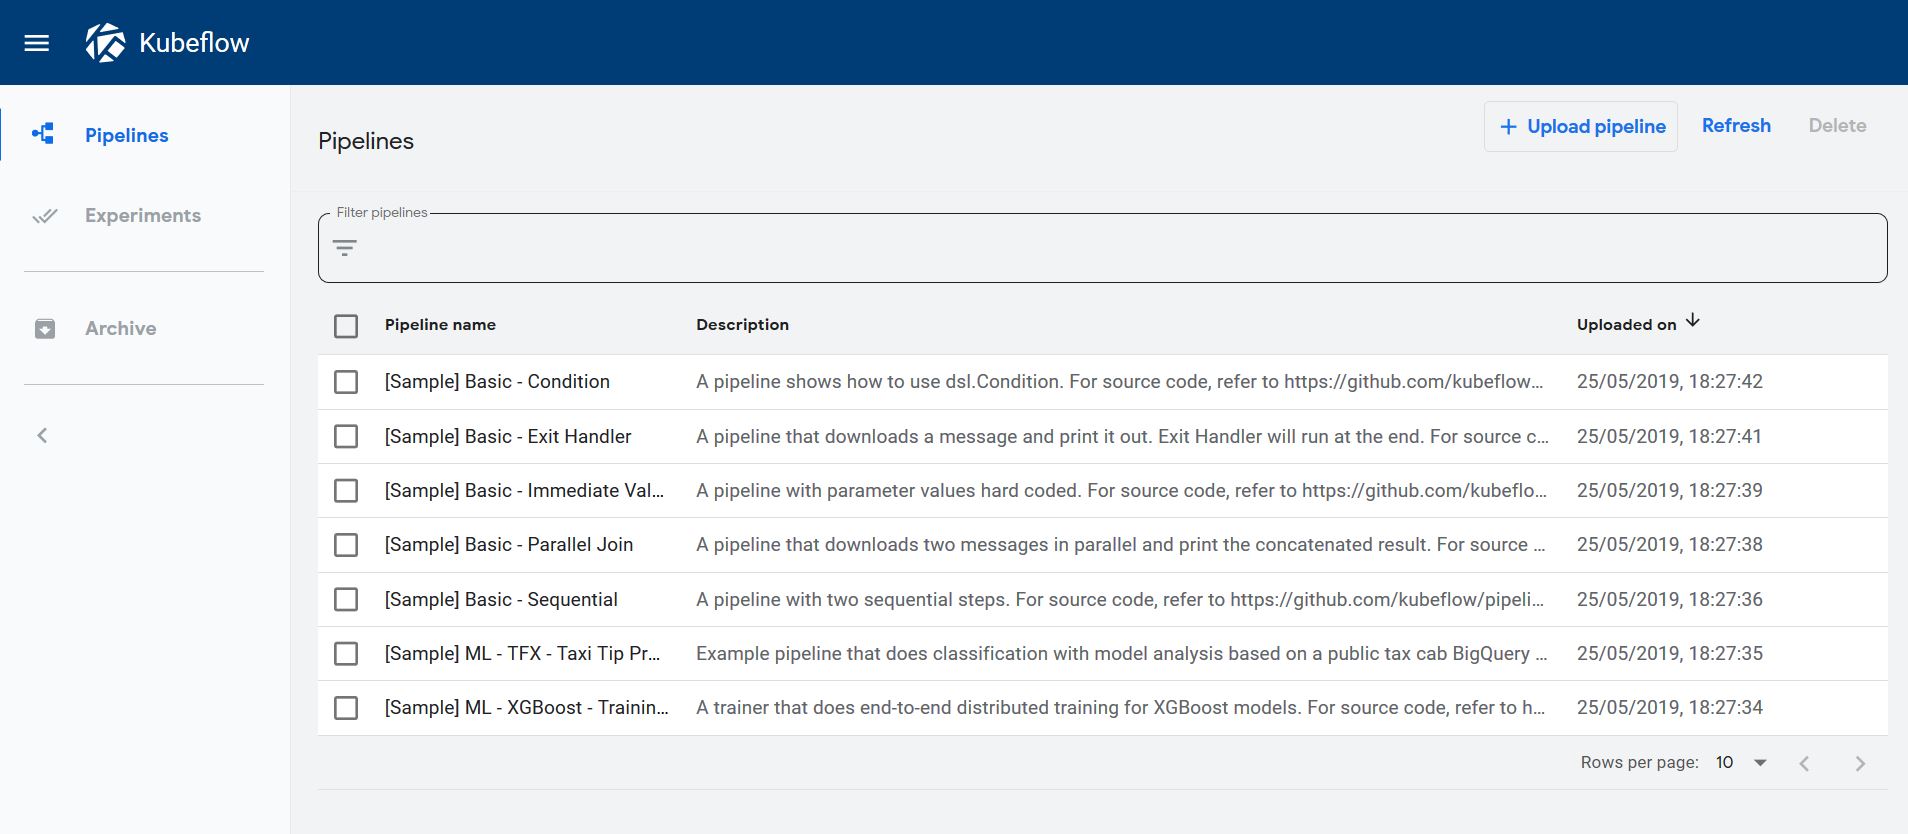 Kubeflow
Pipelines
Experiments
Archive
Pipelines
+ Upload pipeline Refresh Delete
Filter pipelines
Pipeline name Description Uploaded on ↓
[Sample] Basic - Condition A pipeline shows how to use dsl.Condition. For source code, refer to https://github.com/kubeflow... 25/05/2019, 18:27:42
[Sample] Basic - Exit Handler A pipeline that downloads a message and print it out. Exit Handler will run at the end. For source c... 25/05/2019, 18:27:41
[Sample] Basic - Immediate Val... A pipeline with parameter values hard coded. For source code, refer to https://github.com/kubeflo... 25/05/2019, 18:27:39
[Sample] Basic - Parallel Join A pipeline that downloads two messages in parallel and print the concatenated result. For source ... 25/05/2019, 18:27:38
[Sample] Basic - Sequential A pipeline with two sequential steps. For source code, refer to https://github.com/kubeflow/pipeli... 25/05/2019, 18:27:36
[Sample] ML - TFX - Taxi Tip Pr... Example pipeline that does classification with model analysis based on a public tax cab BigQuery ... 25/05/2019, 18:27:35
[Sample] ML - XGBoost - Trainin... A trainer that does end-to-end distributed training for XGBoost models. For source code, refer to h... 25/05/2019, 18:27:34
Rows per page: 10